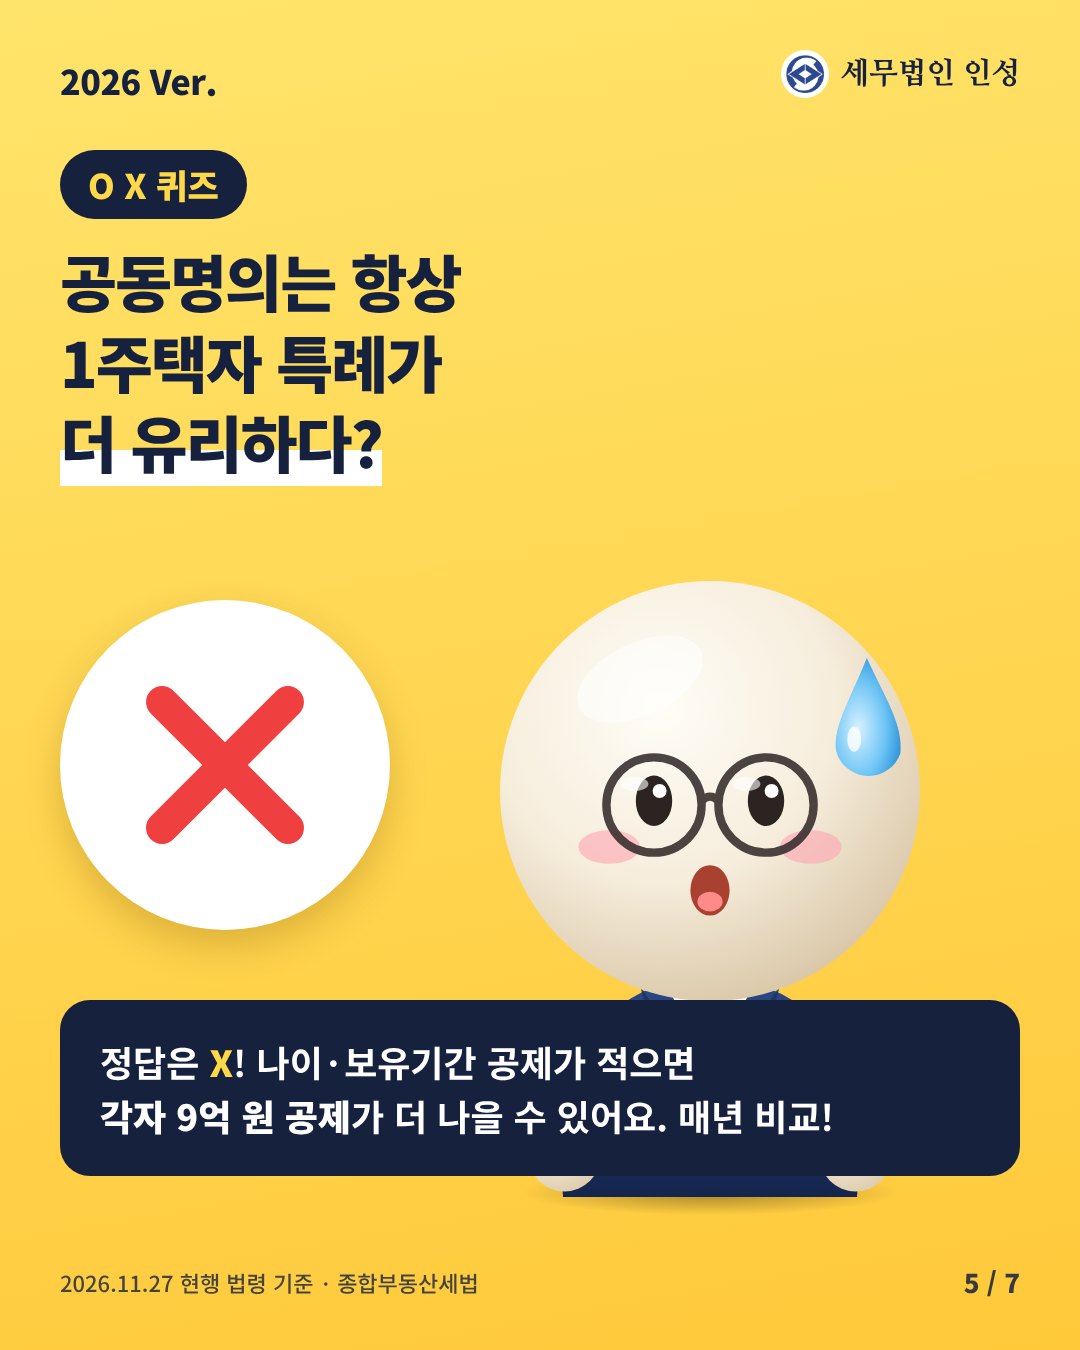 2026 Ver.
세무법인 인성
O X 퀴즈
공동명의는 항상
1주택자 특례가
더 유리하다?
정답은 X! 나이·보유기간 공제가 적으면
각자 9억 원 공제가 더 나을 수 있어요. 매년 비교!
2026.11.27 현행 법령 기준 · 종합부동산세법
5 / 7